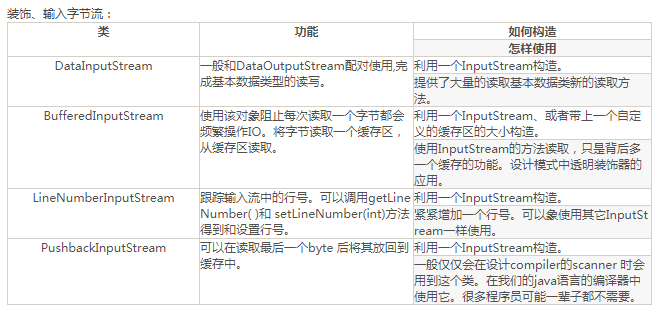 装饰、输入字节流：
类
功能
如何构造
怎样使用
DataInputStream
一般和DataOutputStream配对使用,完
成基本数据类型的读写。
利用一个InputStream构造。
提供了大量的读取基本数据类新的读取方
法。
BufferedInputStream
使用该对象阻止每次读取一个字节都会
频繁操作IO。将字节读取一个缓存区，
从缓存区读取。
利用一个InputStream、或者带上一个自定
义的缓存区的大小构造。
使用InputStream的方法读取，只是背后多
一个缓存的功能。设计模式中透明装饰器的
应用。
LineNumberInputStream
跟踪输入流中的行号。可以调用getLine
Number( )和 setLineNumber(int)方法
得到和设置行号。
利用一个InputStream构造。
紧紧增加一个行号。可以象使用其它InputSt
ream一样使用。
PushbackInputStream
可以在读取最后一个byte 后将其放回到
缓存中。
利用一个InputStream构造。
一般仅仅会在设计compiler的scanner 时会
用到这个类。在我们的java语言的编译器中
使用它。很多程序员可能一辈子都不需要。